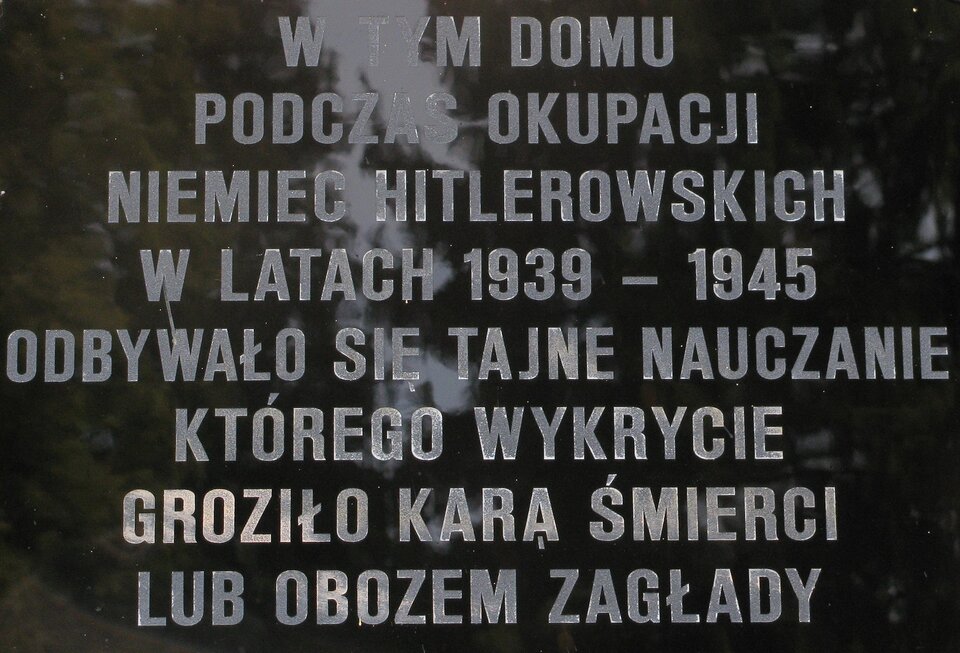 W TYM DOMU
PODCZAS OKUPACJI
NIEMIEC HITLEROWSKICH
W LATACH 1939 – 1945
ODBYWAŁO SIĘ TAJNE NAUCZANIE
KTÓREGO WYKRYCIE
GROZIŁO KARĄ ŚMIERCI
LUB OBOZEM ZAGŁADY